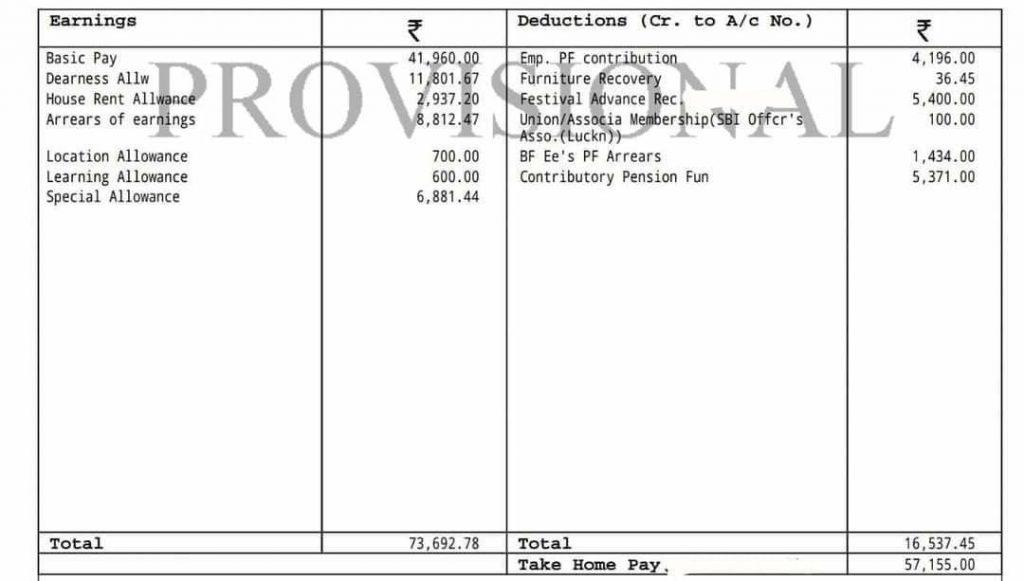 Earnings ₹ Deductions (Cr. to A/c No.) ₹
PROVISIONAL
Basic Pay 41,960.00 Emp. PF contribution 4,196.00
Dearness Allw 11,801.67 Furniture Recovery 36.45
House Rent Allwance 2,937.20 Festival Advance Rec. 5,400.00
Arrears of earnings 8,812.47 Union/Associa Membership(SBI Offcr's 100.00
Asso.(Luckn))
Location Allowance 700.00 BF Ee's PF Arrears 1,434.00
Learning Allowance 600.00 Contributory Pension Fun 5,371.00
Special Allowance 6,881.44
Total 73,692.78 Total 16,537.45
Take Home Pay. 57,155.00